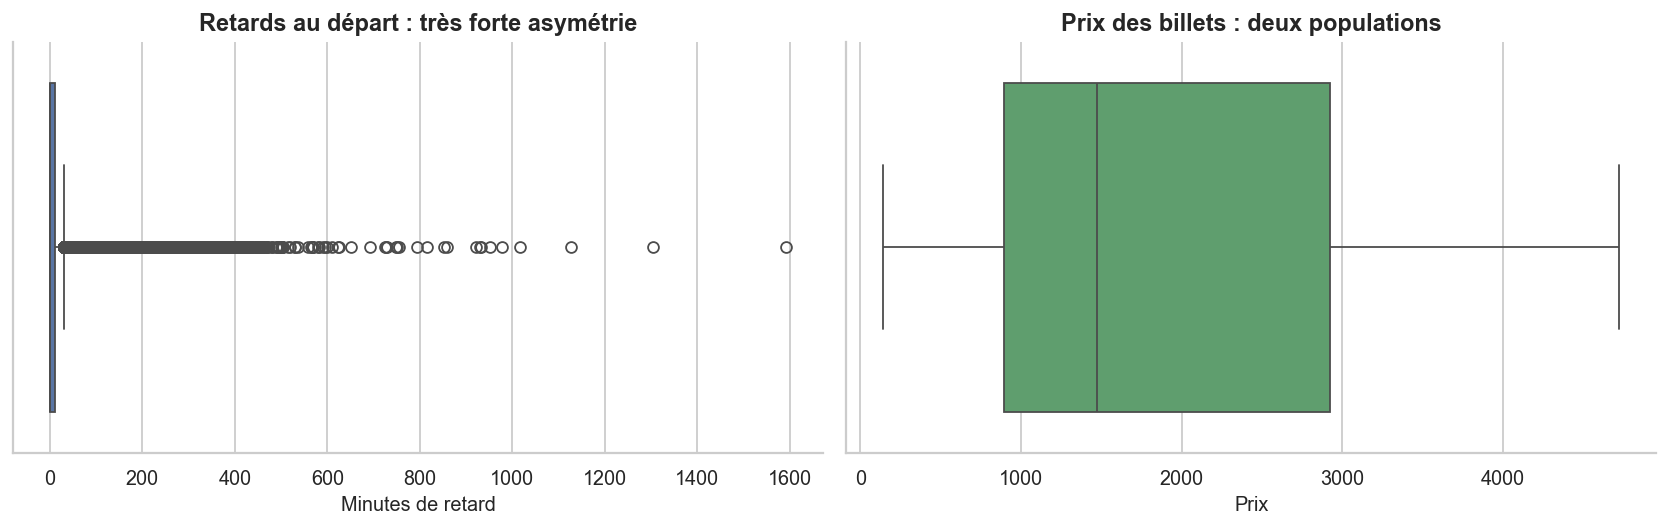 Retards au départ : très forte asymétrie
0 200 400 600 800 1000 1200 1400 1600
Minutes de retard
Prix des billets : deux populations
0 1000 2000 3000 4000
Prix